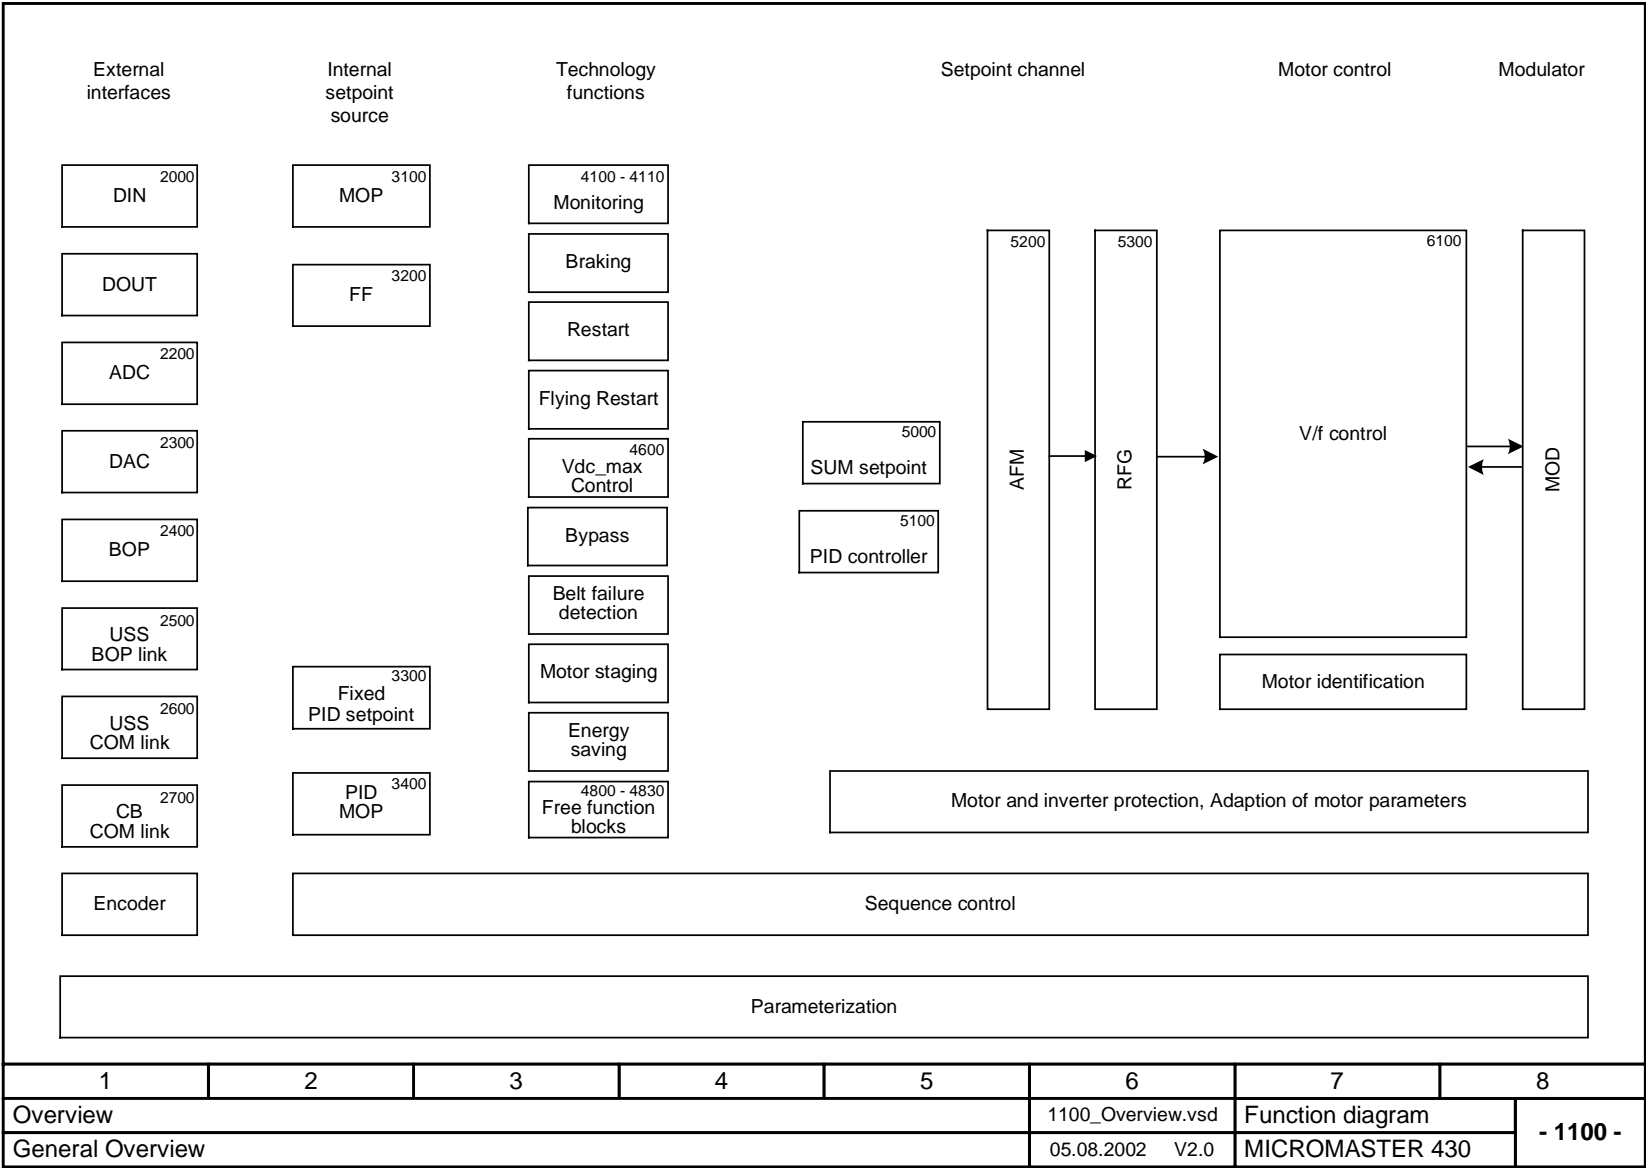 External
interfaces
Internal
setpoint
source
Technology
functions
Setpoint channel
Motor control
Modulator
2000
DIN
DOUT
2200
ADC
2300
DAC
2400
BOP
2500
USS
BOP link
2600
USS
COM link
2700
CB
COM link
Encoder
3100
MOP
3200
FF
3300
Fixed
PID setpoint
3400
PID
MOP
4100 - 4110
Monitoring
Braking
Restart
Flying Restart
4600
Vdc_max
Control
Bypass
Belt failure
detection
Motor staging
Energy
saving
4800 - 4830
Free function
blocks
5000
SUM setpoint
5100
PID controller
5200
AFM
5300
RFG
6100
V/f control
Motor identification
MOD
Motor and inverter protection, Adaption of motor parameters
Sequence control
Parameterization
1 2 3 4 5 6 7 8
Overview
1100_Overview.vsd
Function diagram
- 1100 -
General Overview
05.08.2002 V2.0
MICROMASTER 430